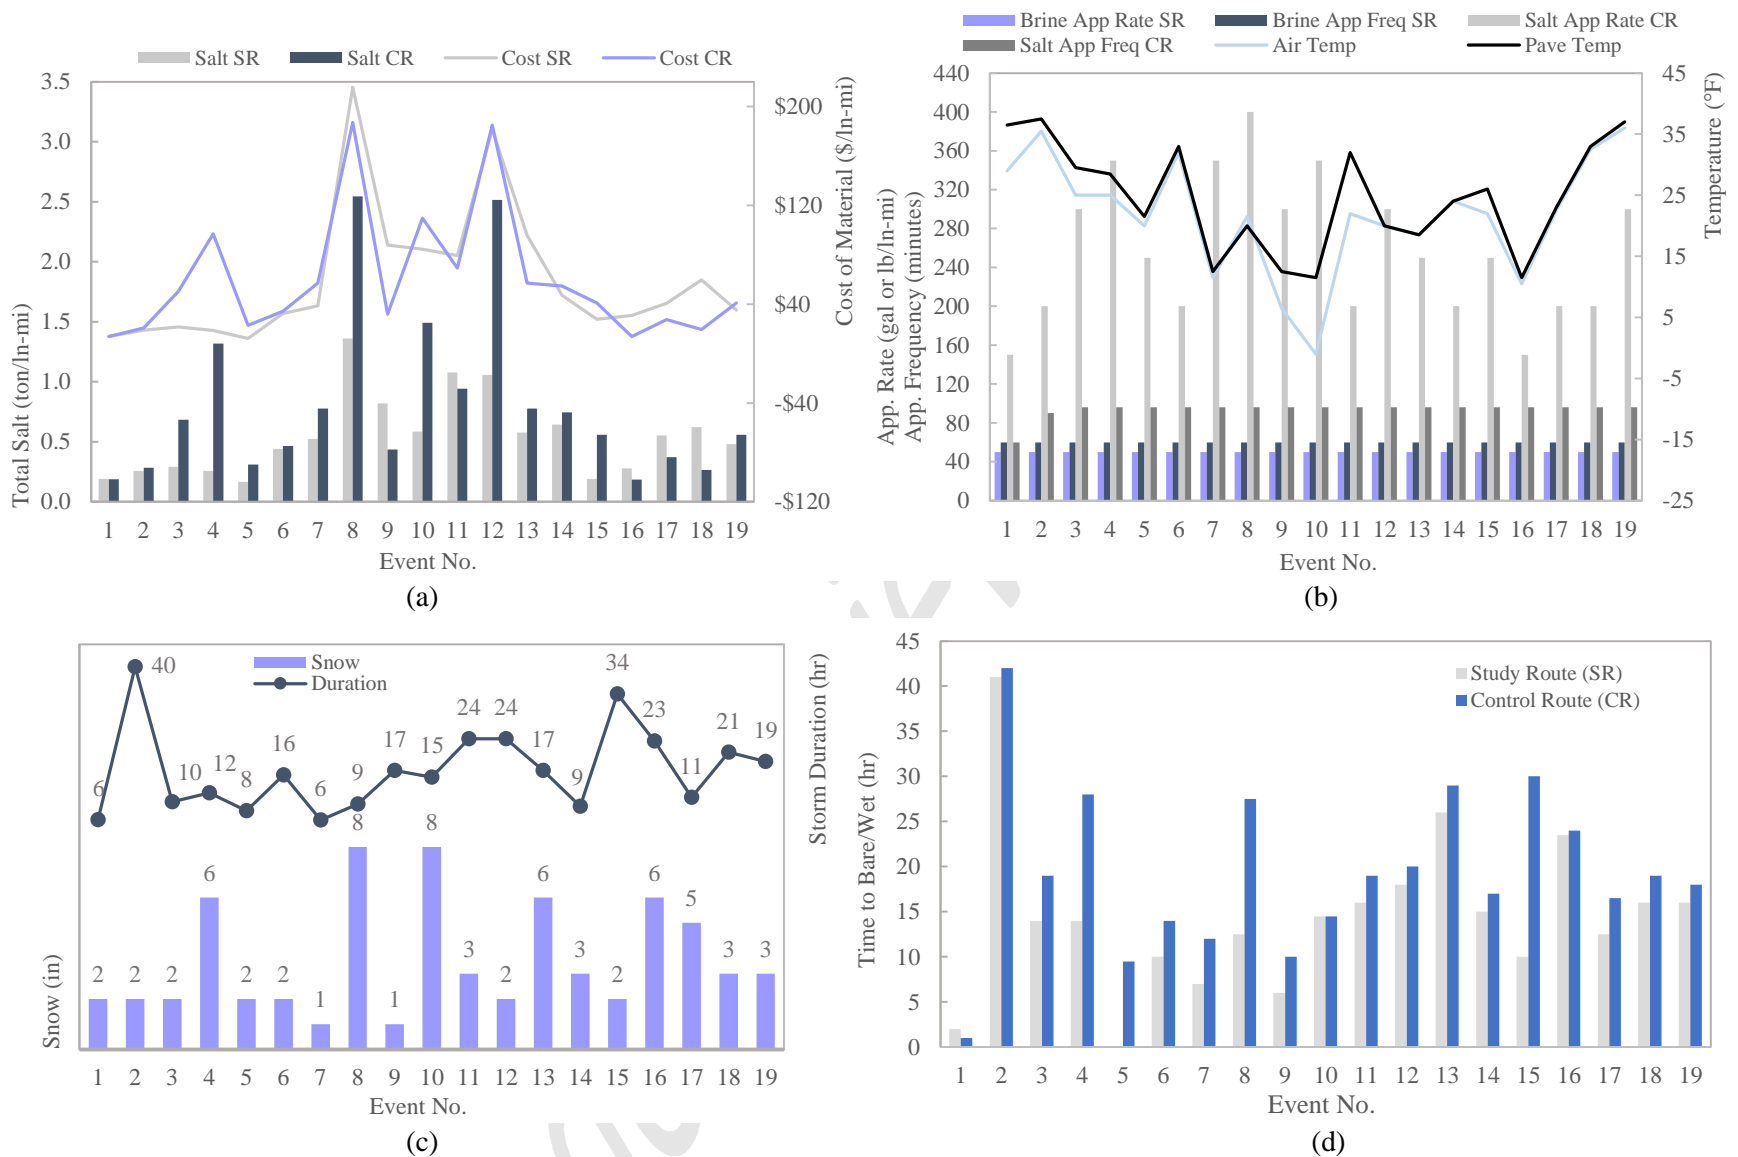 Salt SR Salt CR Cost SR Cost CR
3.5
3.0
2.5
2.0
1.5
1.0
0.5
0.0
Total Salt (ton/ln-mi)
$200
$120
$40
-$40
-$120
Cost of Material ($/ln-mi)
1 2 3 4 5 6 7 8 9 10 11 12 13 14 15 16 17 18 19
Event No.
(a)
Brine App Rate SR Brine App Freq SR Salt App Rate CR
Salt App Freq CR Air Temp Pave Temp
440
400
360
320
280
240
200
160
120
80
40
0
App. Rate (gal or lb/ln-mi)
App. Frequency (minutes)
45
35
25
15
5
-5
-15
-25
Temperature (°F)
1 2 3 4 5 6 7 8 9 10 11 12 13 14 15 16 17 18 19
Event No.
(b)
Snow
Duration
6 40 10 12 8 16 6 9 17 15 24 24 17 9 34 23 11 21 19
2 2 2 6 2 2 1 8 1 8 3 2 6 3 2 6 5 3 3
Snow (in)
Storm Duration (hr)
1 2 3 4 5 6 7 8 9 10 11 12 13 14 15 16 17 18 19
Event No.
(c)
Study Route (SR)
Control Route (CR)
45
40
35
30
25
20
15
10
5
0
Time to Bare/Wet (hr)
1 2 3 4 5 6 7 8 9 10 11 12 13 14 15 16 17 18 19
Event No.
(d)